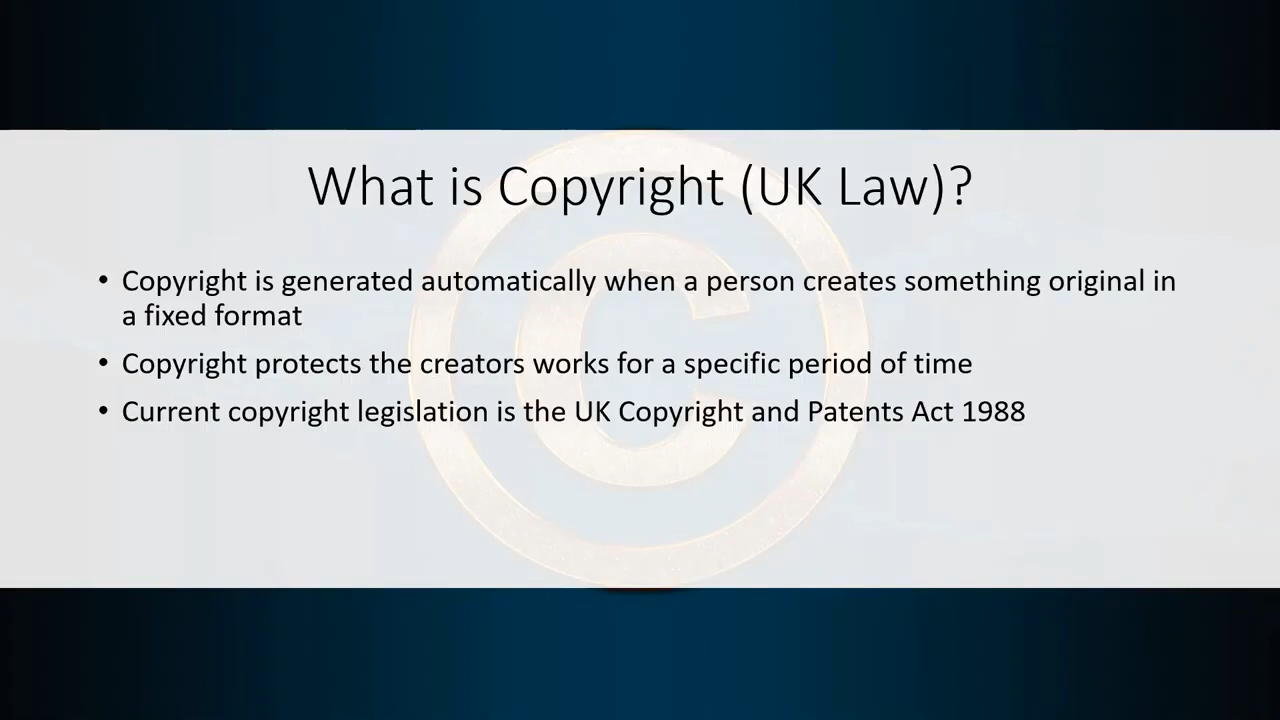 What is Copyright (UK Law)?
• Copyright is generated automatically when a person creates something original in
a fixed format
• Copyright protects the creators works for a specific period of time
• Current copyright legislation is the UK Copyright and Patents Act 1988